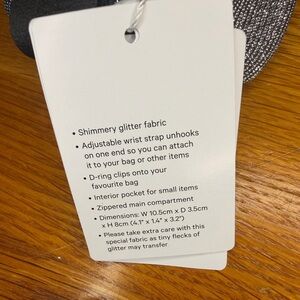 • Shimmery glitter fabric
• Adjustable wrist strap unhooks
on one end so you can attach
it to your bag or other items
• D-ring clips onto your
favourite bag
• Interior pocket for small items
• Zippered main compartment
• Dimensions: W 10.5cm x D 3.5cm
x H 8cm (4.1" x 1.4" x 3.2")
• Please take extra care with this
special fabric as tiny flecks of
glitter may transfer